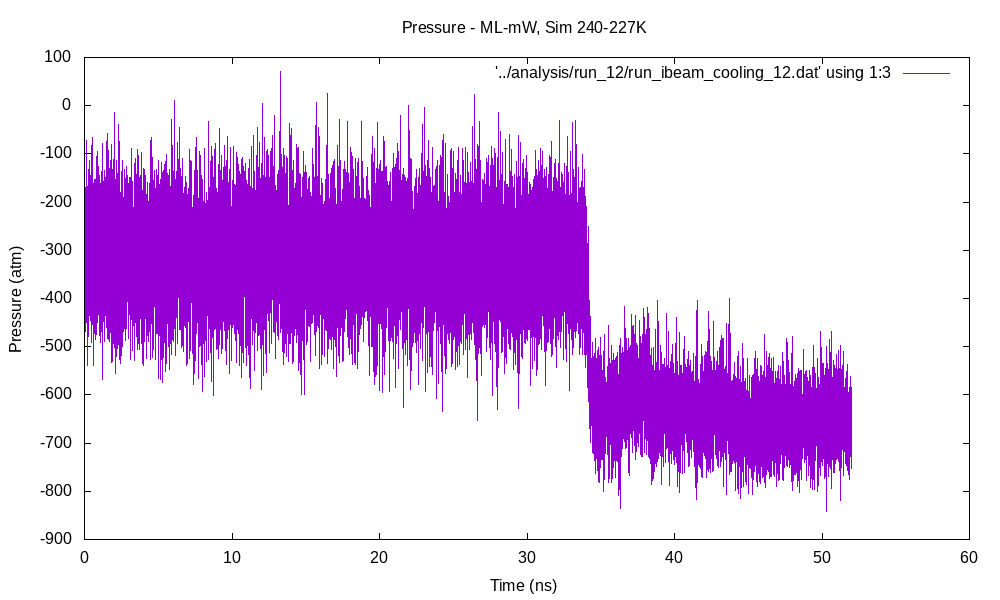 Pressure - ML-mW, Sim 240-227K
'../analysis/run_12/run_ibeam_cooling_12.dat' using 1:3
100
0
-100
-200
-300
-400
-500
-600
-700
-800
-900
Pressure (atm)
0 10 20 30 40 50 60
Time (ns)